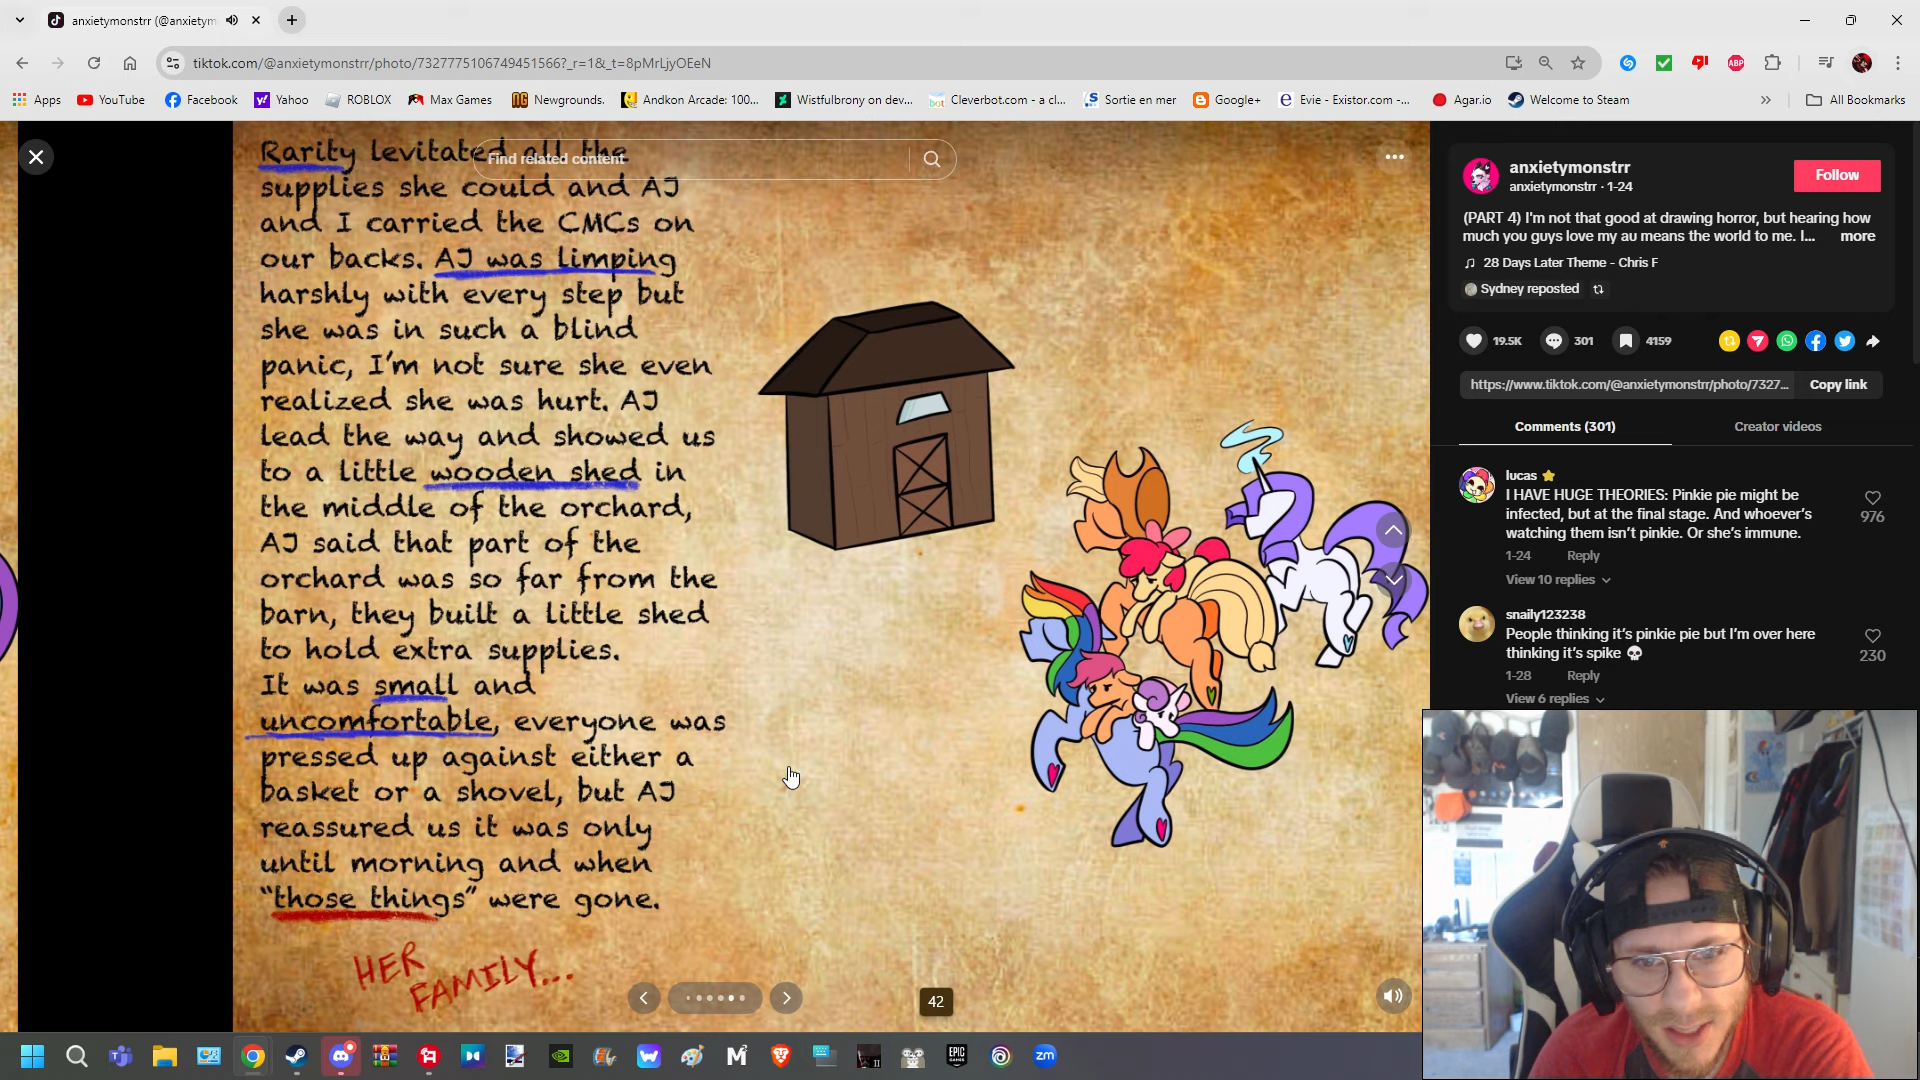 anxietymonstrr (@anxietym
tiktok.com/@anxietymonstrr/photo/7327775106749451566?_r=1&_t=8pMrLjyOEeN
Apps YouTube Facebook Yahoo ROBLOX Max Games Newgrounds. Andkon Arcade: 100... Wistfulbrony on dev... Cleverbot.com - a cl... Sortie en mer Google+ Evie - Existor.com -... Agar.io Welcome to Steam » All Bookmarks
Find related content
Rarity levitated all the
supplies she could and AJ
and I carried the CMCs on
our backs. AJ was limping
harshly with every step but
she was in such a blind
panic, I'm not sure she even
realized she was hurt. AJ
lead the way and showed us
to a little wooden shed in
the middle of the orchard,
AJ said that part of the
orchard was so far from the
barn, they built a little shed
to hold extra supplies.
It was small and
uncomfortable, everyone was
pressed up against either a
basket or a shovel, but AJ
reassured us it was only
until morning and when
"those things" were gone.
HER
FAMILY...
42
anxietymonstrr
anxietymonstrr · 1-24
Follow
(PART 4) I'm not that good at drawing horror, but hearing how
much you guys love my au means the world to me. I... more
28 Days Later Theme - Chris F
Sydney reposted
19.5K 301 4159
https://www.tiktok.com/@anxietymonstrr/photo/7327... Copy link
Comments (301) Creator videos
lucas
I HAVE HUGE THEORIES: Pinkie pie might be
infected, but at the final stage. And whoever's
watching them isn't pinkie. Or she's immune.
976
1-24 Reply
View 10 replies
snaily123238
People thinking it's pinkie pie but I'm over here
thinking it's spike 💀
230
1-28 Reply
View 6 replies
ABP
W
M
II
EPIC
GAMES
zm